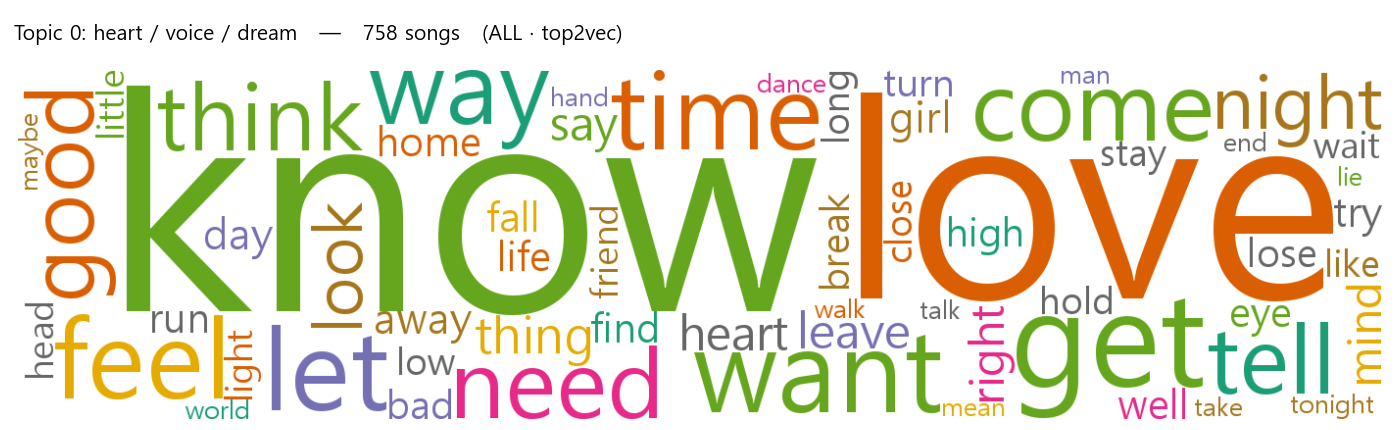 Topic 0: heart / voice / dream — 758 songs (ALL · top2vec)
maybe
good
little
think
know
way
home
hand
say
time
dance
long
love
turn
girl
man
come
night
stay
end
wait
lie
try
day
look
fall
life
friend
break
close
high
lose
like
head
feel
run
light
world
let
away
low
bad
thing
need
find
heart
want
walk
leave
talk
mean
right
hold
get
well
take
tell
eye
tonight
mind